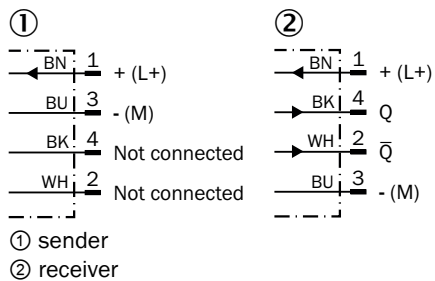 ① ②
BN 1 + (L+) BN 1 + (L+)
BU 3 - (M) BK 4 Q
BK 4 Not connected WH 2 Q̅
WH 2 Not connected BU 3 - (M)
① sender
② receiver